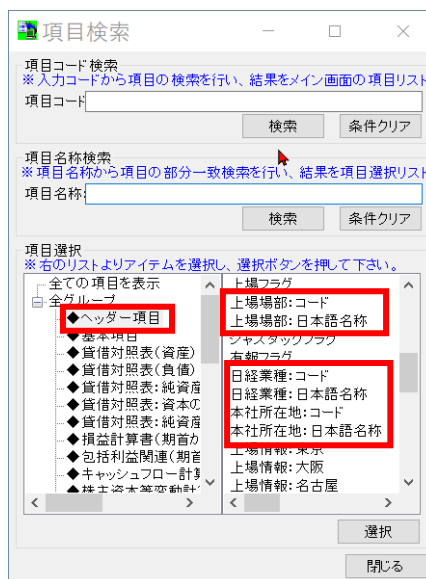 項目検索
項目コード検索
※入力コードから項目の検索を行い、結果をメイン画面の項目リスト
項目コード
検索
条件クリア
項目名称検索
※項目名称から項目の部分一致検索を行い、結果を項目選択リスト
項目名称:
検索
条件クリア
項目選択
※右のリストよりアイテムを選択し、選択ボタンを押して下さい。
全ての項目を表示
全グループ
◆ヘッダー項目
◆基本項目
◆貸借対照表(資産)
◆貸借対照表(負債)
◆貸借対照表:純資産
◆貸借対照表:資本の
◆貸借対照表:純資産
◆損益計算書(期首か
◆包括利益関連(期首
◆キャッシュフロー計算
◆株主資本等変動計
上場フラグ
上場場部:コード
上場場部:日本語名称
ジャスダックフラグ
有報フラグ
日経業種:コード
日経業種:日本語名称
本社所在地:コード
本社所在地:日本語名称
上場情報:東京
上場情報:大阪
上場情報:名古屋
選択
閉じる